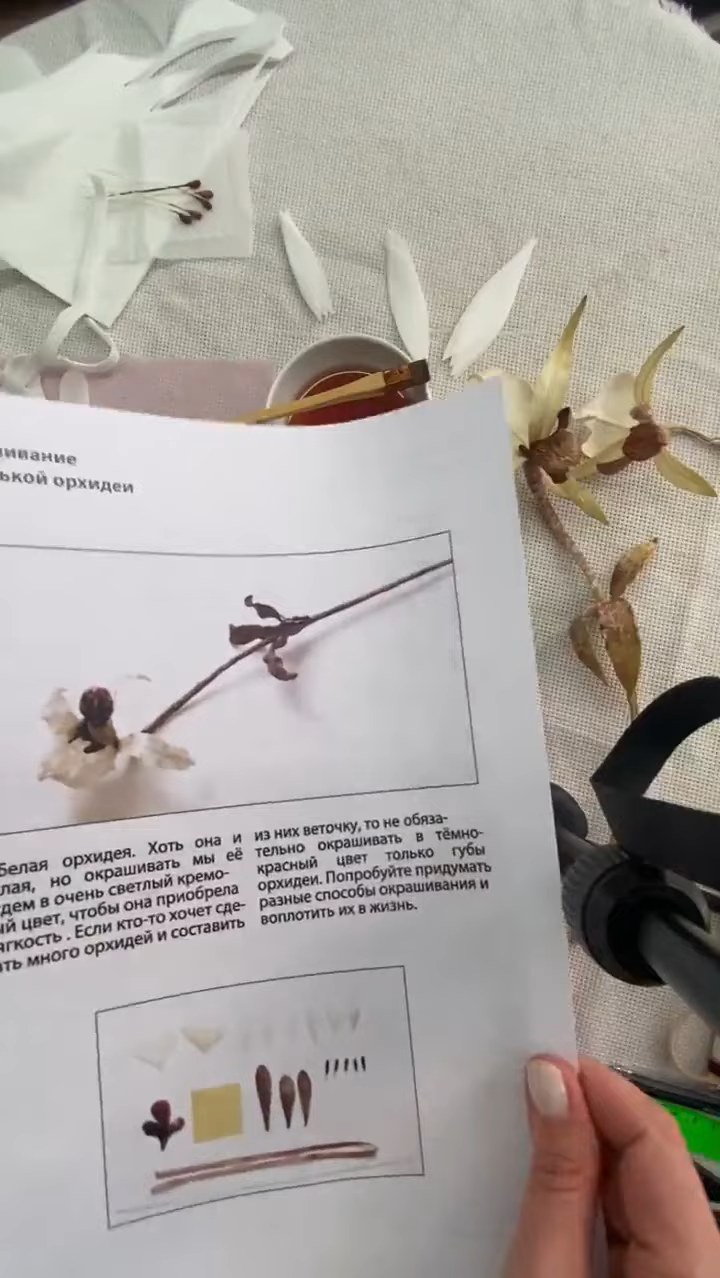 ивание
ькой орхидеи
Белая орхидея. Хоть она и
лая, но окрашивать мы её
дем в очень светлый кремо-
ый цвет, чтобы она приобрела
ягкость . Если кто-то хочет сде-
ать много орхидей и составить
из них веточку, то не обяза-
тельно окрашивать в тёмно-
красный цвет только губы
орхидеи. Попробуйте придумать
разные способы окрашивания и
воплотить их в жизнь.